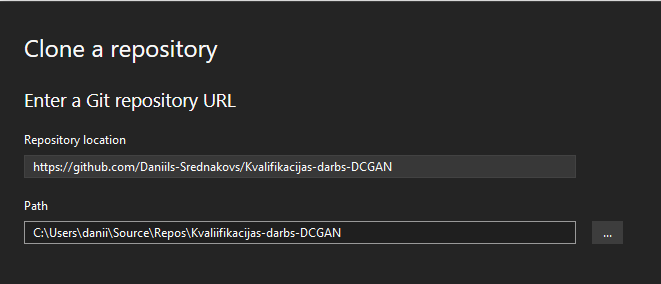 Clone a repository
Enter a Git repository URL
Repository location
https://github.com/Daniils-Srednakovs/Kvalifikacijas-darbs-DCGAN
Path
C:\Users\danii\Source\Repos\Kvaliifikacijas-darbs-DCGAN
...